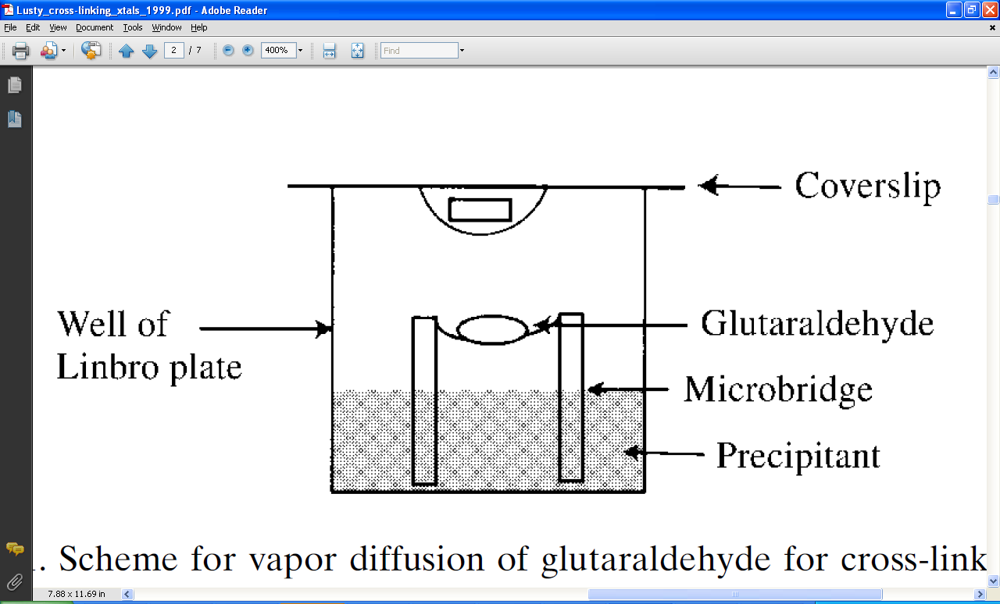 Lusty_cross-linking_xtals_1999.pdf - Adobe Reader
File Edit View Document Tools Window Help
2 / 7 400% Find
Coverslip
Well of
Linbro plate
Glutaraldehyde
Microbridge
Precipitant
. Scheme for vapor diffusion of glutaraldehyde for cross-link
7.88 x 11.69 in